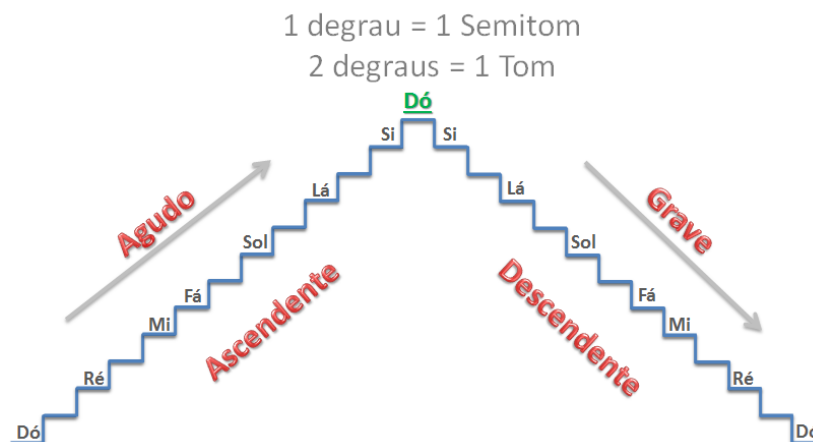 1 degrau = 1 Semitom
2 degraus = 1 Tom
Dó
Si
Si
Lá
Lá
Agudo
Grave
Sol
Sol
Ascendente
Descendente
Fá
Fá
Mi
Mi
Ré
Ré
Dó
Dó